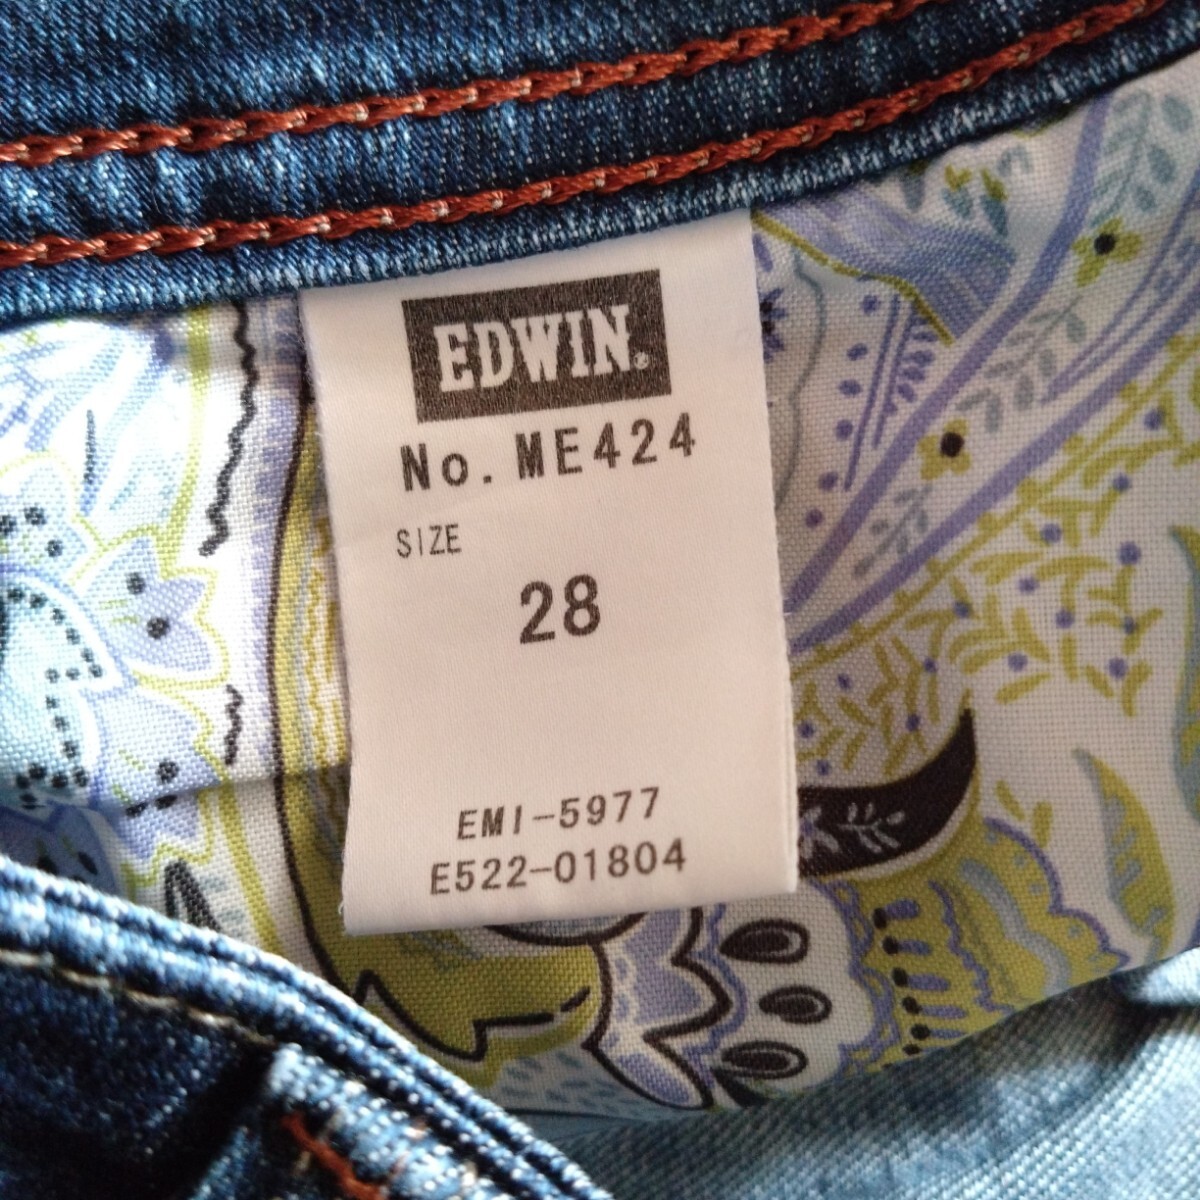 EDWIN®
No. ME424
SIZE
28
EMI-5977
E522-01804